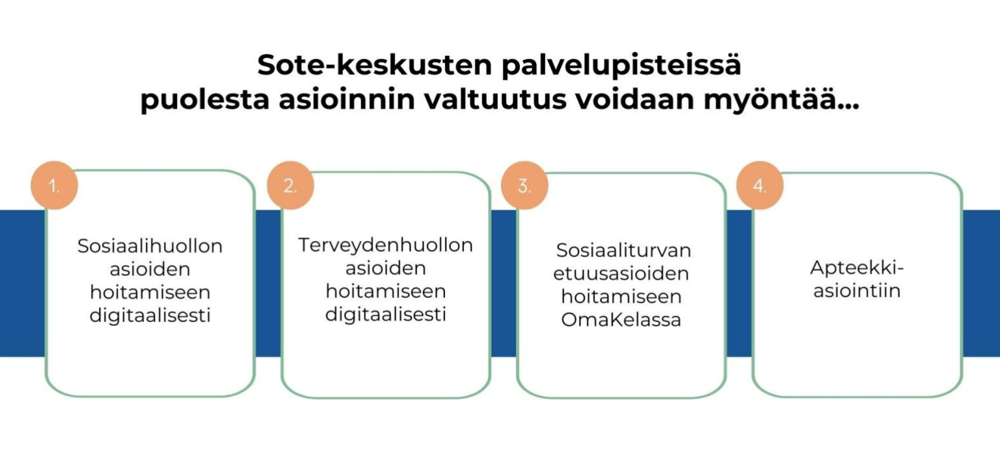 Sote-keskusten palvelupisteissä
puolesta asioinnin valtuutus voidaan myöntää...
1.
Sosiaalihuollon
asioiden
hoitamiseen
digitaalisesti
2.
Terveydenhuollon
asioiden
hoitamiseen
digitaalisesti
3.
Sosiaaliturvan
etuusasioiden
hoitamiseen
OmaKelassa
4.
Apteekki-
asiointiin